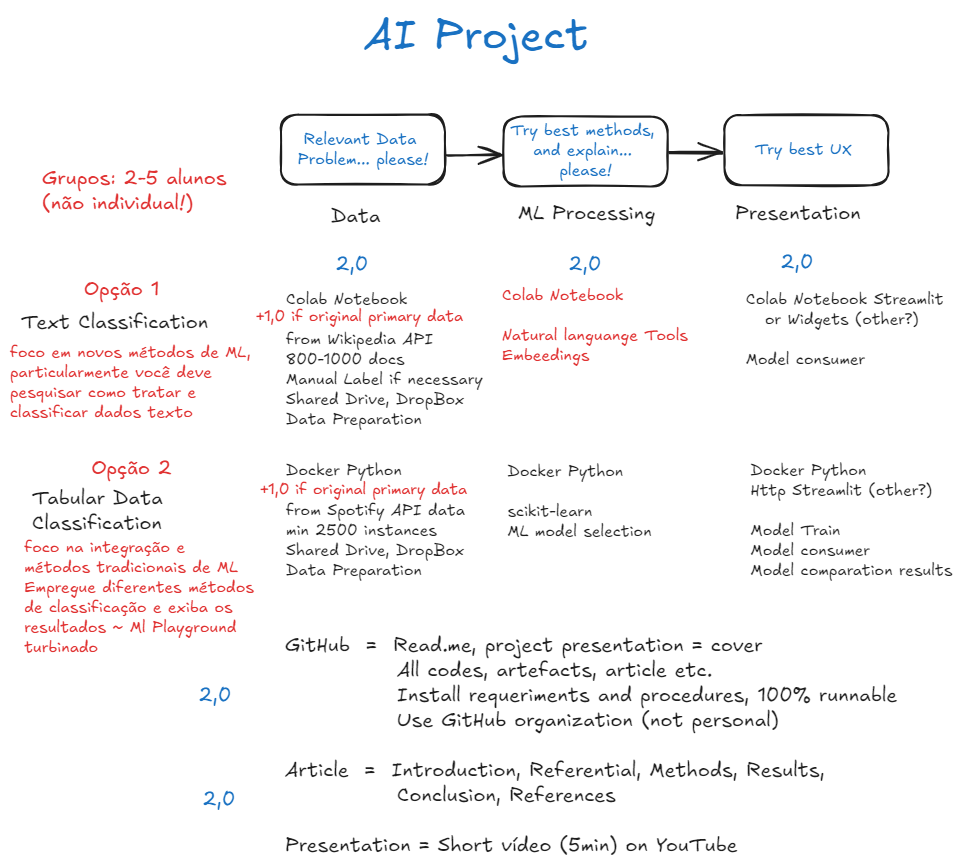 AI Project
Relevant Data
Problem... please!
Try best methods,
and explain...
please!
Try best UX
Grupos: 2-5 alunos
(não individual!)
Data
ML Processing
Presentation
2,0
2,0
2,0
Opção 1
Text Classification
foco em novos métodos de ML,
particularmente você deve
pesquisar como tratar e
classificar dados texto
Colab Notebook
+1,0 if original primary data
from Wikipedia API
800-1000 docs
Manual Label if necessary
Shared Drive, DropBox
Data Preparation
Colab Notebook
Natural languange Tools
Embeedings
Colab Notebook Streamlit
or Widgets (other?)
Model consumer
Opção 2
Tabular Data
Classification
foco na integração e
métodos tradicionais de ML
Empregue diferentes métodos
de classificação e exiba os
resultados ~ Ml Playground
turbinado
Docker Python
+1,0 if original primary data
from Spotify API data
min 2500 instances
Shared Drive, DropBox
Data Preparation
Docker Python
scikit-learn
ML model selection
Docker Python
Http Streamlit (other?)
Model Train
Model consumer
Model comparation results
GitHub = Read.me, project presentation = cover
All codes, artefacts, article etc.
2,0 Install requeriments and procedures, 100% runnable
Use GitHub organization (not personal)
Article = Introduction, Referential, Methods, Results,
2,0 Conclusion, References
Presentation = Short vídeo (5min) on YouTube